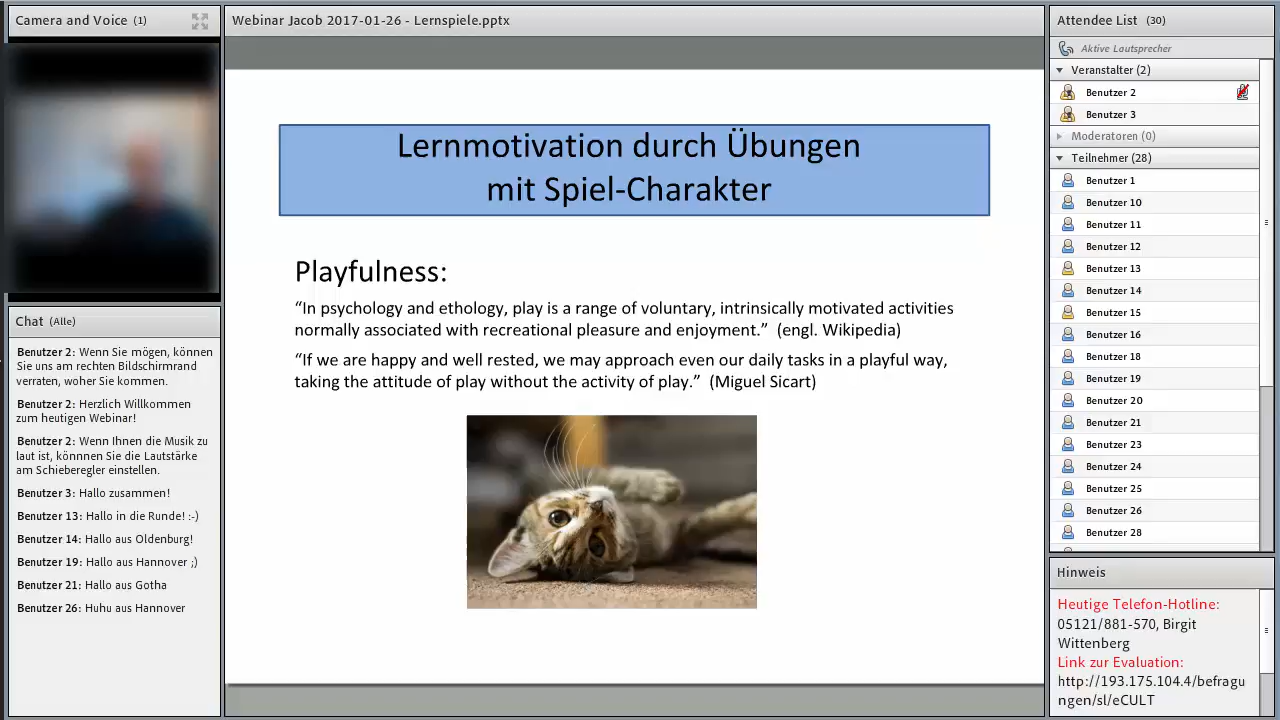 Camera and Voice (1)
Chat (Alle)
Benutzer 2: Wenn Sie mögen, können
Sie uns am rechten Bildschirmrand
verraten, woher Sie kommen.
Benutzer 2: Herzlich Willkommen
zum heutigen Webinar!
Benutzer 2: Wenn Ihnen die Musik zu
laut ist, könnnen Sie die Lautstärke
am Schieberegler einstellen.
Benutzer 3: Hallo zusammen!
Benutzer 13: Hallo in die Runde! :-)
Benutzer 14: Hallo aus Oldenburg!
Benutzer 19: Hallo aus Hannover ;)
Benutzer 21: Hallo aus Gotha
Benutzer 26: Huhu aus Hannover
Webinar Jacob 2017-01-26 - Lernspiele.pptx
Lernmotivation durch Übungen
mit Spiel-Charakter
Playfulness:
“In psychology and ethology, play is a range of voluntary, intrinsically motivated activities
normally associated with recreational pleasure and enjoyment.” (engl. Wikipedia)
“If we are happy and well rested, we may approach even our daily tasks in a playful way,
taking the attitude of play without the activity of play.” (Miguel Sicart)
Attendee List (30)
Aktive Lautsprecher
Veranstalter (2)
Benutzer 2
Benutzer 3
Moderatoren (0)
Teilnehmer (28)
Benutzer 1
Benutzer 10
Benutzer 11
Benutzer 12
Benutzer 13
Benutzer 14
Benutzer 15
Benutzer 16
Benutzer 18
Benutzer 19
Benutzer 20
Benutzer 21
Benutzer 23
Benutzer 24
Benutzer 25
Benutzer 26
Benutzer 28
Hinweis
Heutige Telefon-Hotline:
05121/881-570, Birgit
Wittenberg
Link zur Evaluation:
http://193.175.104.4/befragu
ngen/sl/eCULT